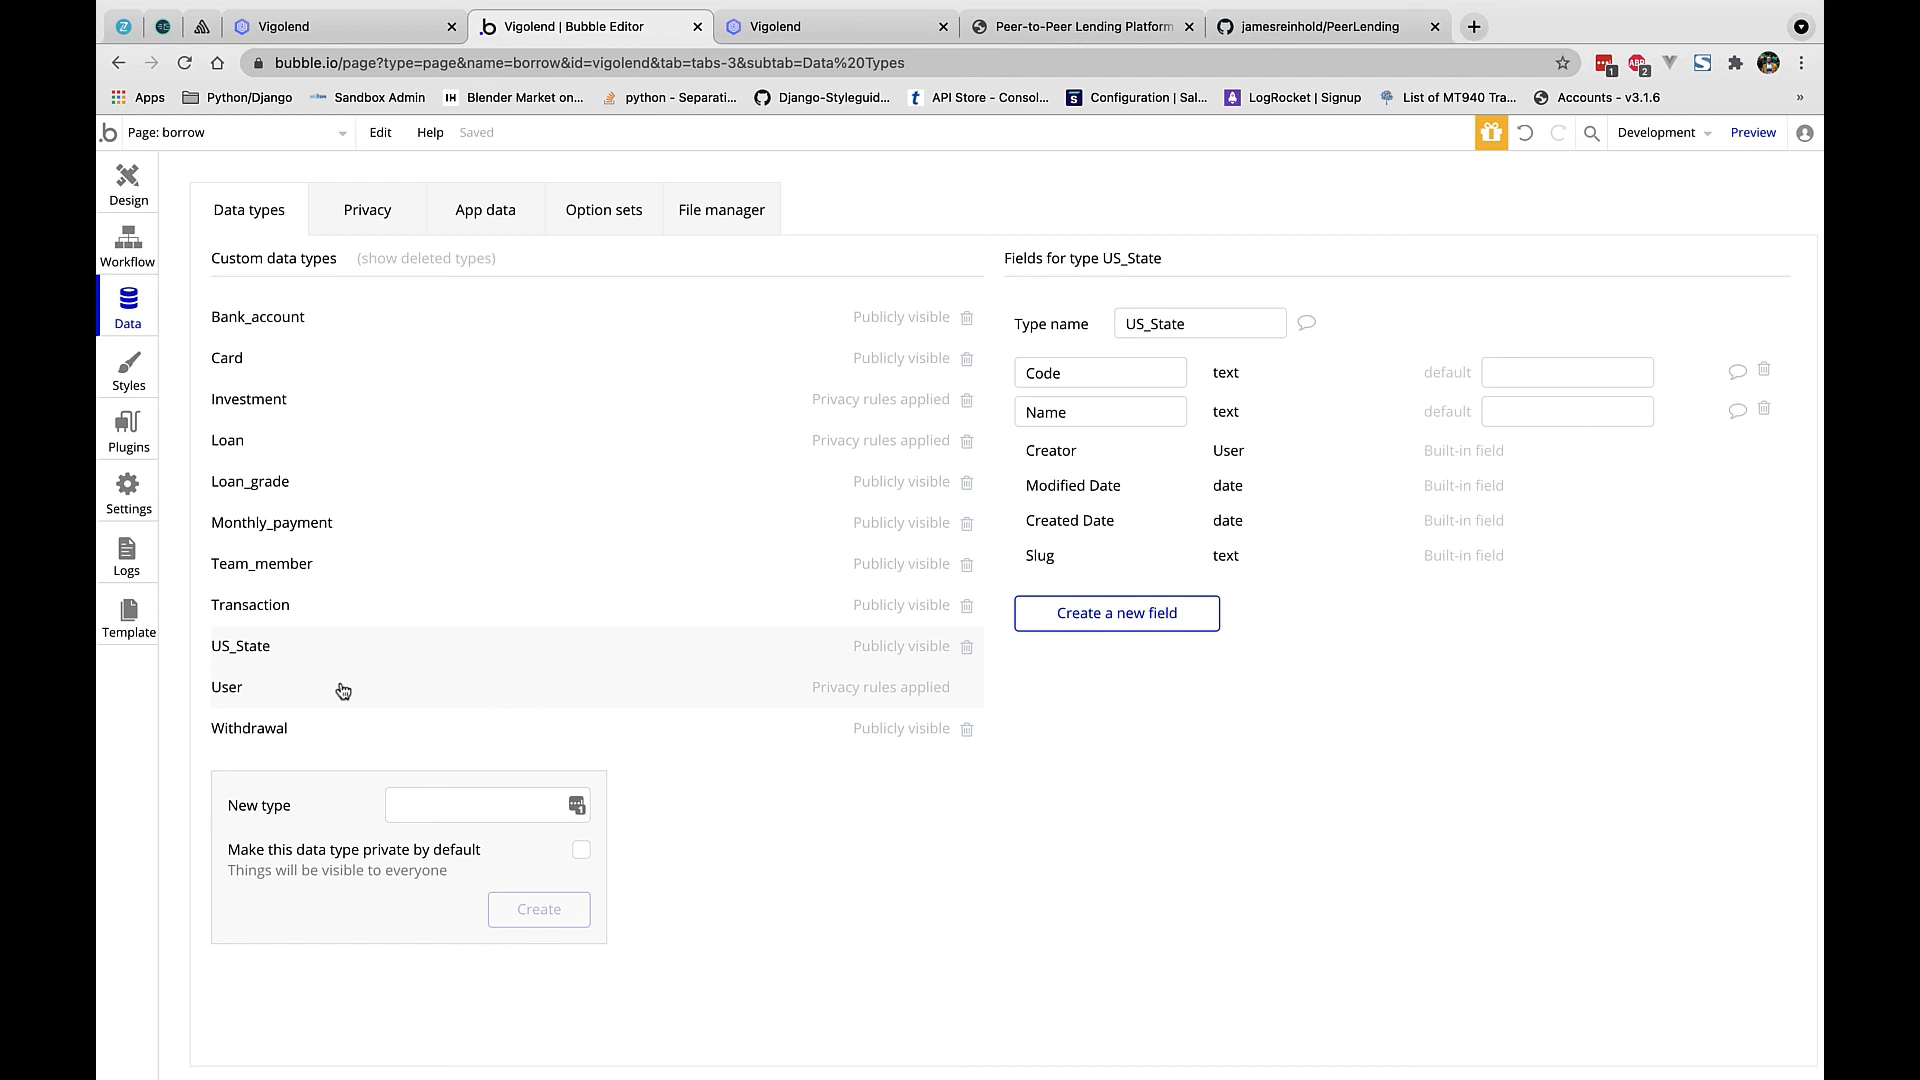 Vigolend
Vigolend | Bubble Editor
Vigolend
Peer-to-Peer Lending Platform
jamesreinhold/PeerLending
bubble.io/page?type=page&name=borrow&id=vigolend&tab=tabs-3&subtab=Data%20Types
1
ABP
2
Apps
Python/Django
Sandbox Admin
IH Blender Market on...
python - Separati...
Django-Styleguid...
t API Store - Consol...
Configuration | Sal...
LogRocket | Signup
List of MT940 Tra...
Accounts - v3.1.6
»
Page: borrow
Edit
Help
Saved
Development
Preview
Design
Workflow
Data
Styles
Plugins
Settings
Logs
Template
Data types
Privacy
App data
Option sets
File manager
Custom data types
(show deleted types)
Bank_account Publicly visible
Card Publicly visible
Investment Privacy rules applied
Loan Privacy rules applied
Loan_grade Publicly visible
Monthly_payment Publicly visible
Team_member Publicly visible
Transaction Publicly visible
US_State Publicly visible
User Privacy rules applied
Withdrawal Publicly visible
New type
1
Make this data type private by default
Things will be visible to everyone
Create
Fields for type US_State
Type name US_State
Code text default
Name text default
Creator User Built-in field
Modified Date date Built-in field
Created Date date Built-in field
Slug text Built-in field
Create a new field